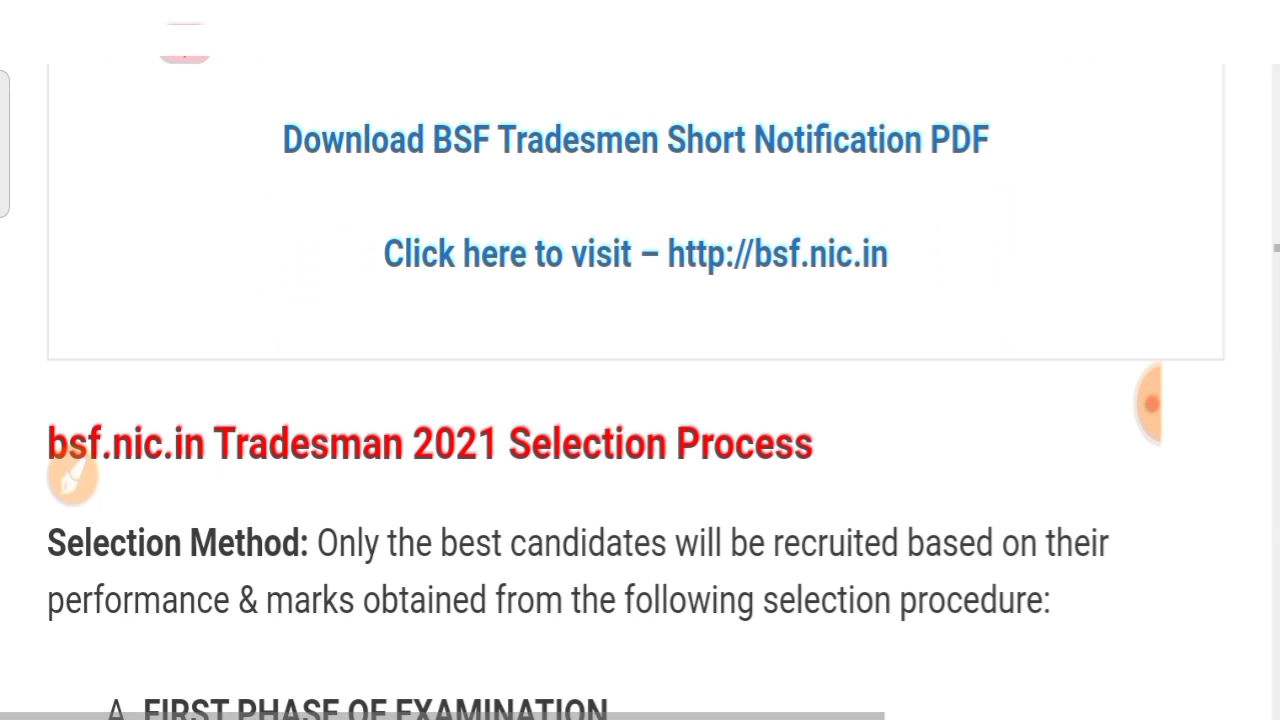 Download BSF Tradesmen Short Notification PDF
Click here to visit – http://bsf.nic.in
bsf.nic.in Tradesman 2021 Selection Process
Selection Method: Only the best candidates will be recruited based on their
performance & marks obtained from the following selection procedure:
A. FIRST PHASE OF EXAMINATION